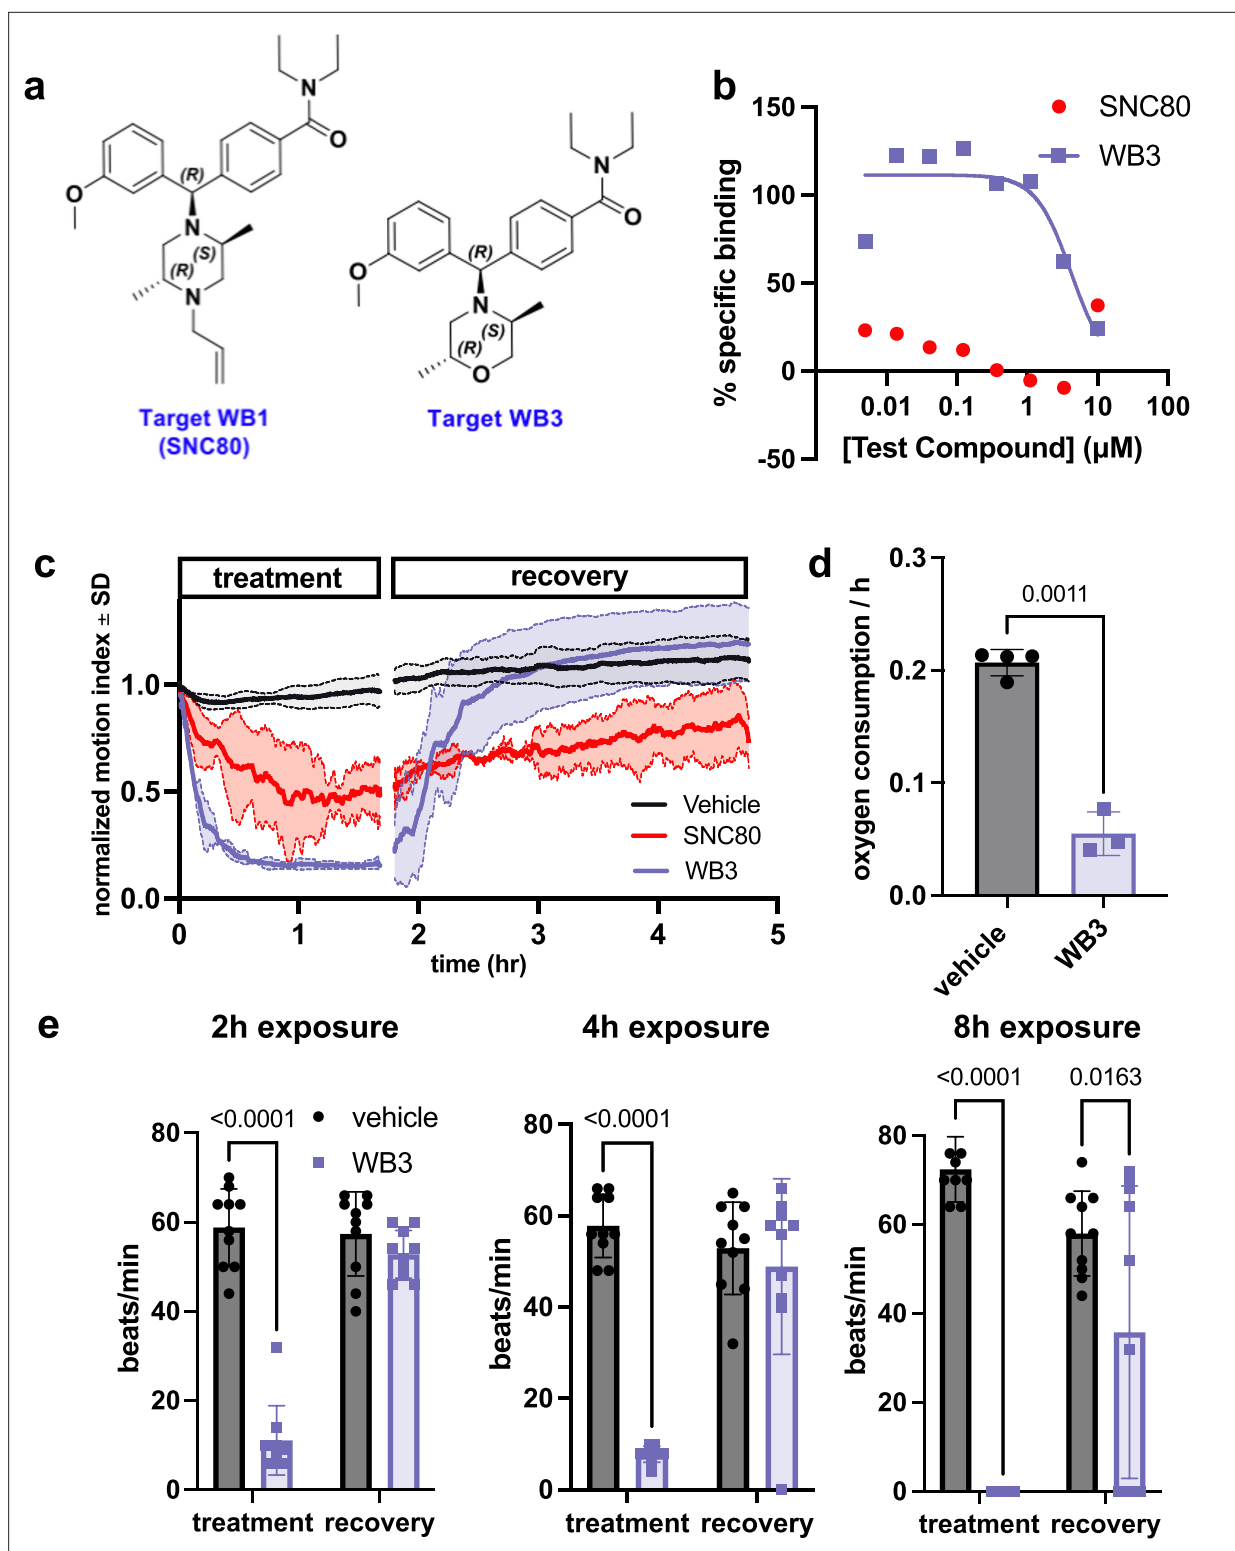 a
N
O
(R)
O
N
(S)
(R)
N
Target WB1
(SNC80)
N
O
(R)
O
N
(S)
(R)
O
Target WB3
b
SNC80
WB3
% specific binding
150
100
50
0
-50
0.01
0.1
1
10
100
[Test Compound] (µM)
c
treatment
recovery
normalized motion index ± SD
1.0
0.5
0.0
Vehicle
SNC80
WB3
0
1
2
3
4
5
time (hr)
d
oxygen consumption / h
0.3
0.2
0.1
0.0
0.0011
vehicle
WB3
e
2h exposure
<0.0001
vehicle
WB3
beats/min
80
60
40
20
0
treatment
recovery
4h exposure
<0.0001
beats/min
80
60
40
20
0
treatment
recovery
8h exposure
<0.0001
0.0163
beats/min
80
60
40
20
0
treatment
recovery